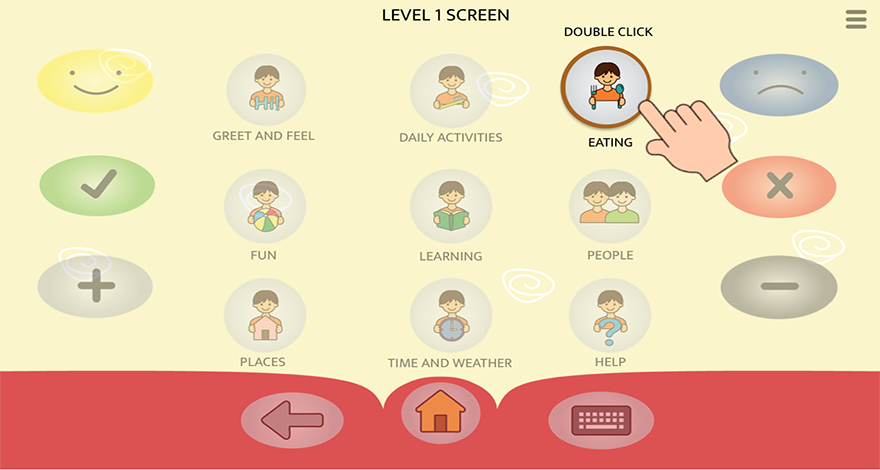 LEVEL 1 SCREEN
DOUBLE CLICK
GREET AND FEEL
DAILY ACTIVITIES
EATING
FUN
LEARNING
PEOPLE
PLACES
TIME AND WEATHER
HELP